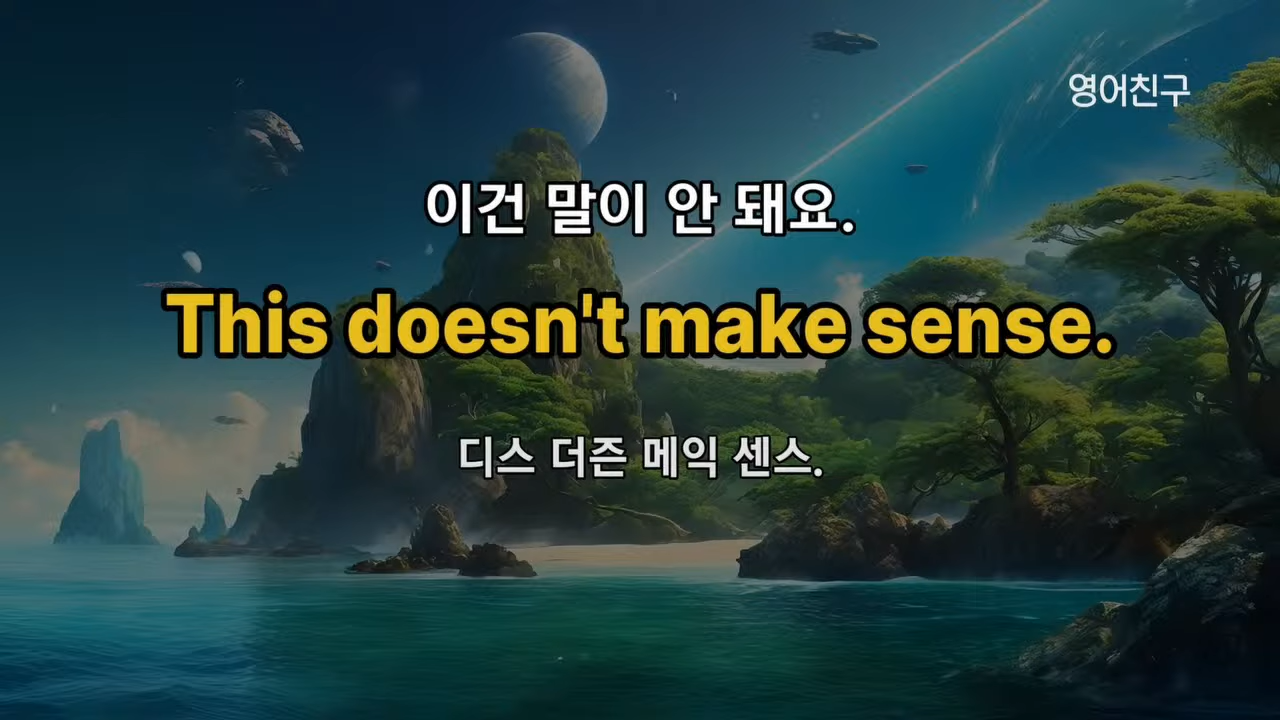 영어친구
이건 말이 안 돼요.
This doesn't make sense.
디스 더즌 메익 센스.